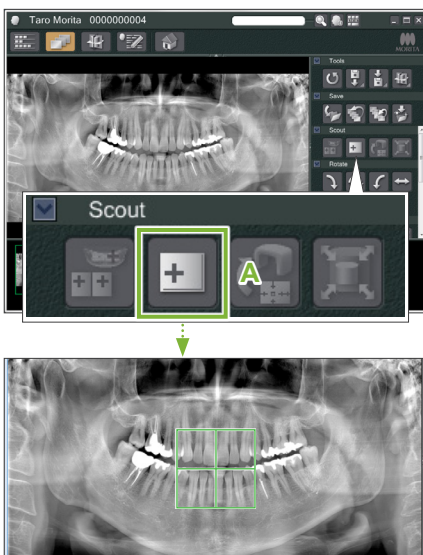 Taro Morita 0000000004
MORITA
Tools
Save
Scout
Rotate
Scout
A